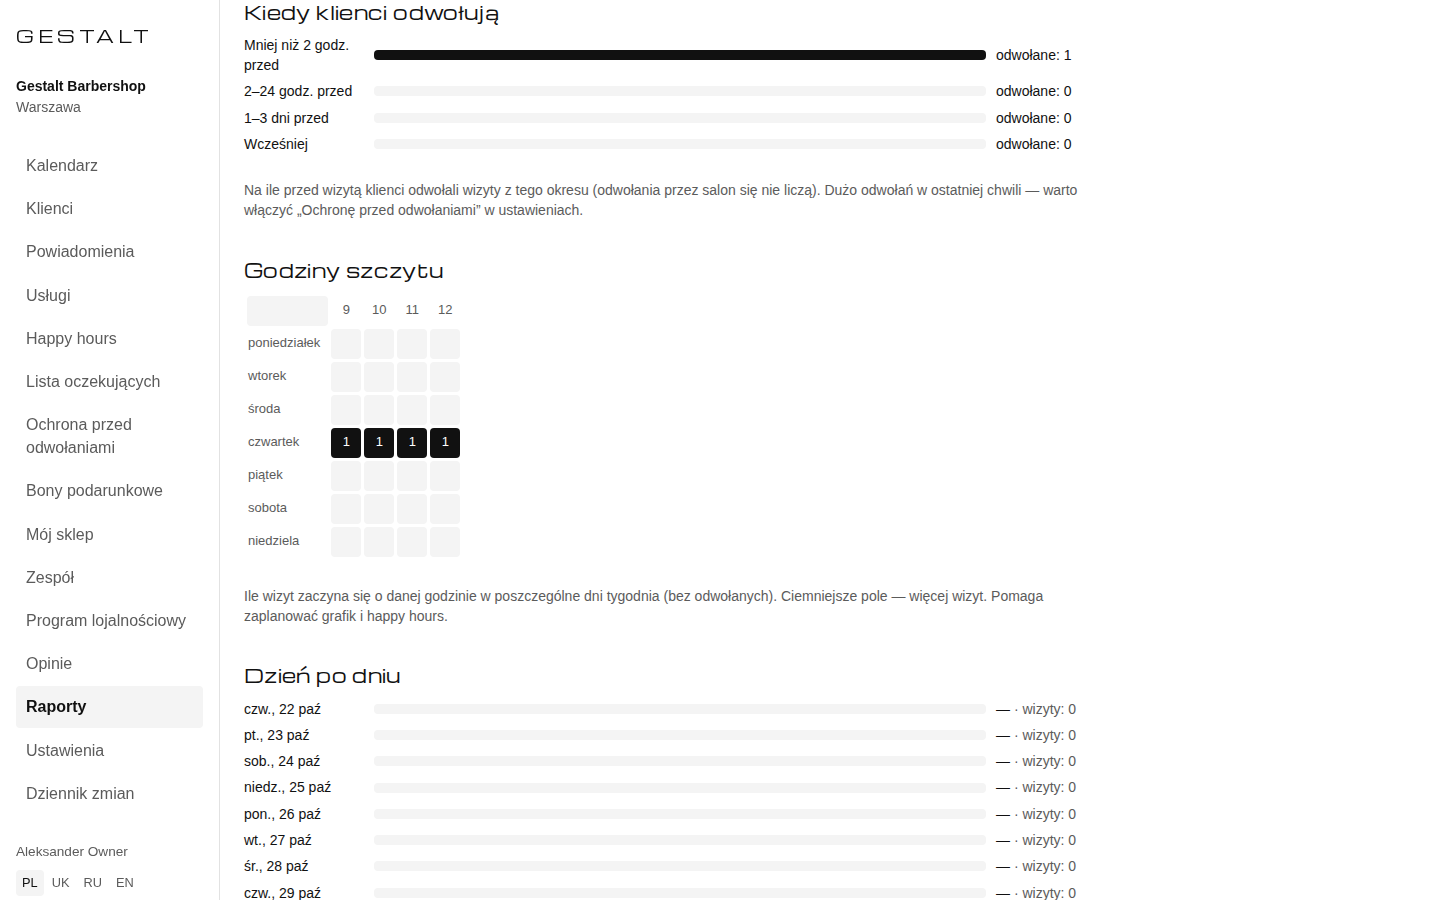 GESTALT
Gestalt Barbershop
Warszawa
Kalendarz
Klienci
Powiadomienia
Usługi
Happy hours
Lista oczekujących
Ochrona przed
odwołaniami
Bony podarunkowe
Mój sklep
Zespół
Program lojalnościowy
Opinie
Raporty
Ustawienia
Dziennik zmian
Aleksander Owner
PL UK RU EN
Kiedy klienci odwołują
Mniej niż 2 godz.
przed
odwołane: 1
2–24 godz. przed odwołane: 0
1–3 dni przed odwołane: 0
Wcześniej odwołane: 0
Na ile przed wizytą klienci odwołali wizyty z tego okresu (odwołania przez salon się nie liczą). Dużo odwołań w ostatniej chwili — warto
włączyć „Ochronę przed odwołaniami” w ustawieniach.
Godziny szczytu
9 10 11 12
poniedziałek
wtorek
środa
czwartek 1 1 1 1
piątek
sobota
niedziela
Ile wizyt zaczyna się o danej godzinie w poszczególne dni tygodnia (bez odwołanych). Ciemniejsze pole — więcej wizyt. Pomaga
zaplanować grafik i happy hours.
Dzień po dniu
czw., 22 paź — · wizyty: 0
pt., 23 paź — · wizyty: 0
sob., 24 paź — · wizyty: 0
niedz., 25 paź — · wizyty: 0
pon., 26 paź — · wizyty: 0
wt., 27 paź — · wizyty: 0
śr., 28 paź — · wizyty: 0
czw., 29 paź — · wizyty: 0